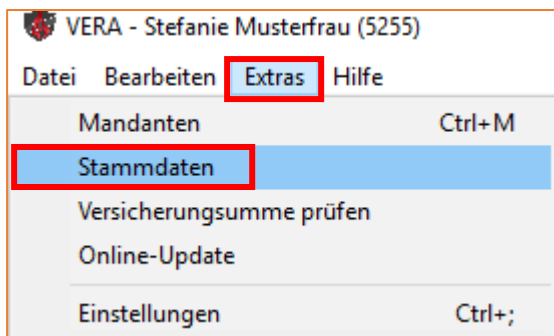 VERA - Stefanie Musterfrau (5255)
Datei Bearbeiten Extras Hilfe
Mandanten Ctrl+M
Stammdaten
Versicherungsumme prüfen
Online-Update
Einstellungen Ctrl+;